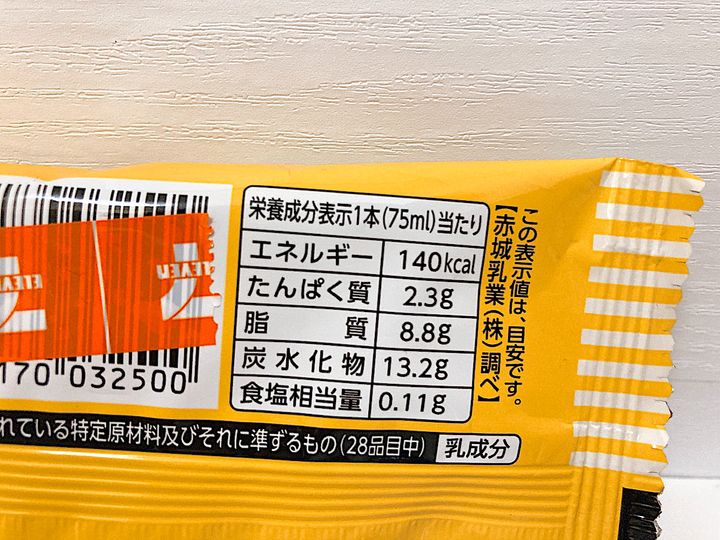 栄養成分表示1本(75ml)当たり
エネルギー 140kcal
たんぱく質 2.3g
脂質 8.8g
炭水化物 13.2g
食塩相当量 0.11g
この表示値は、目安です。
【赤城乳業(株)調べ】
170 032500
れている特定原材料及びそれに準ずるもの(28品目中) 乳成分